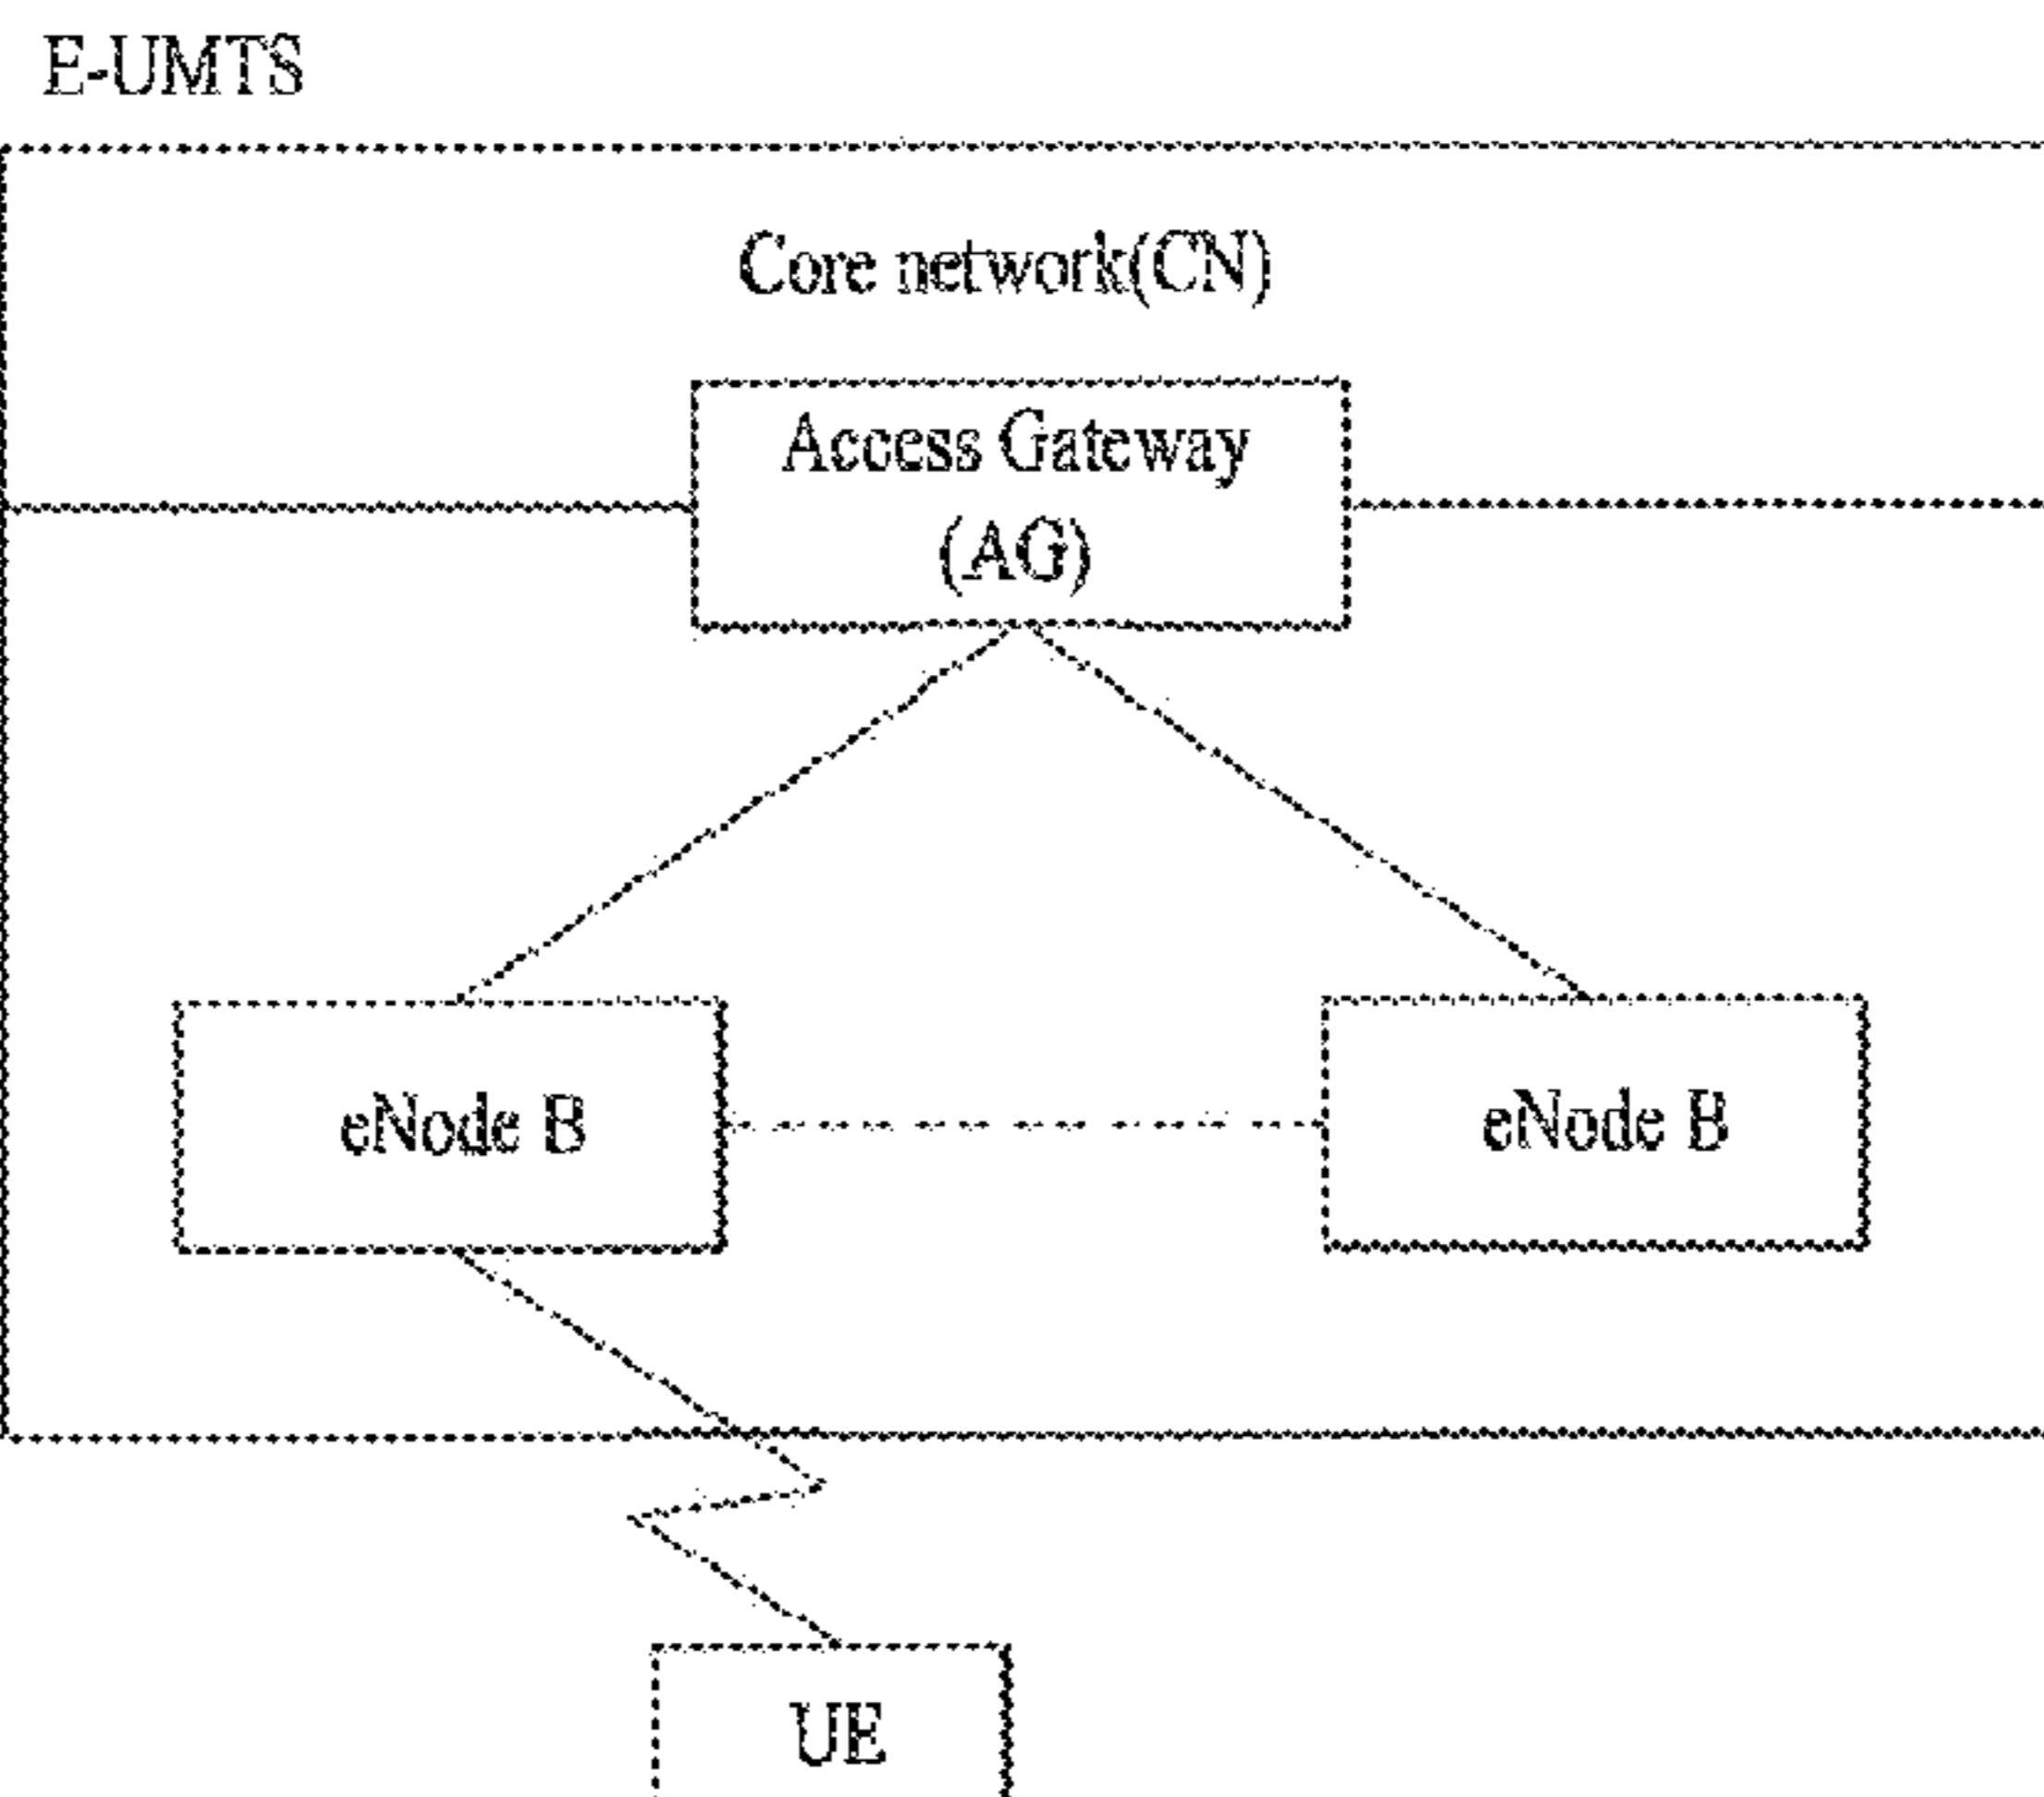 E-UMTS
Core network(CN)
Access Gateway
(AG)
eNode B
eNode B
UE